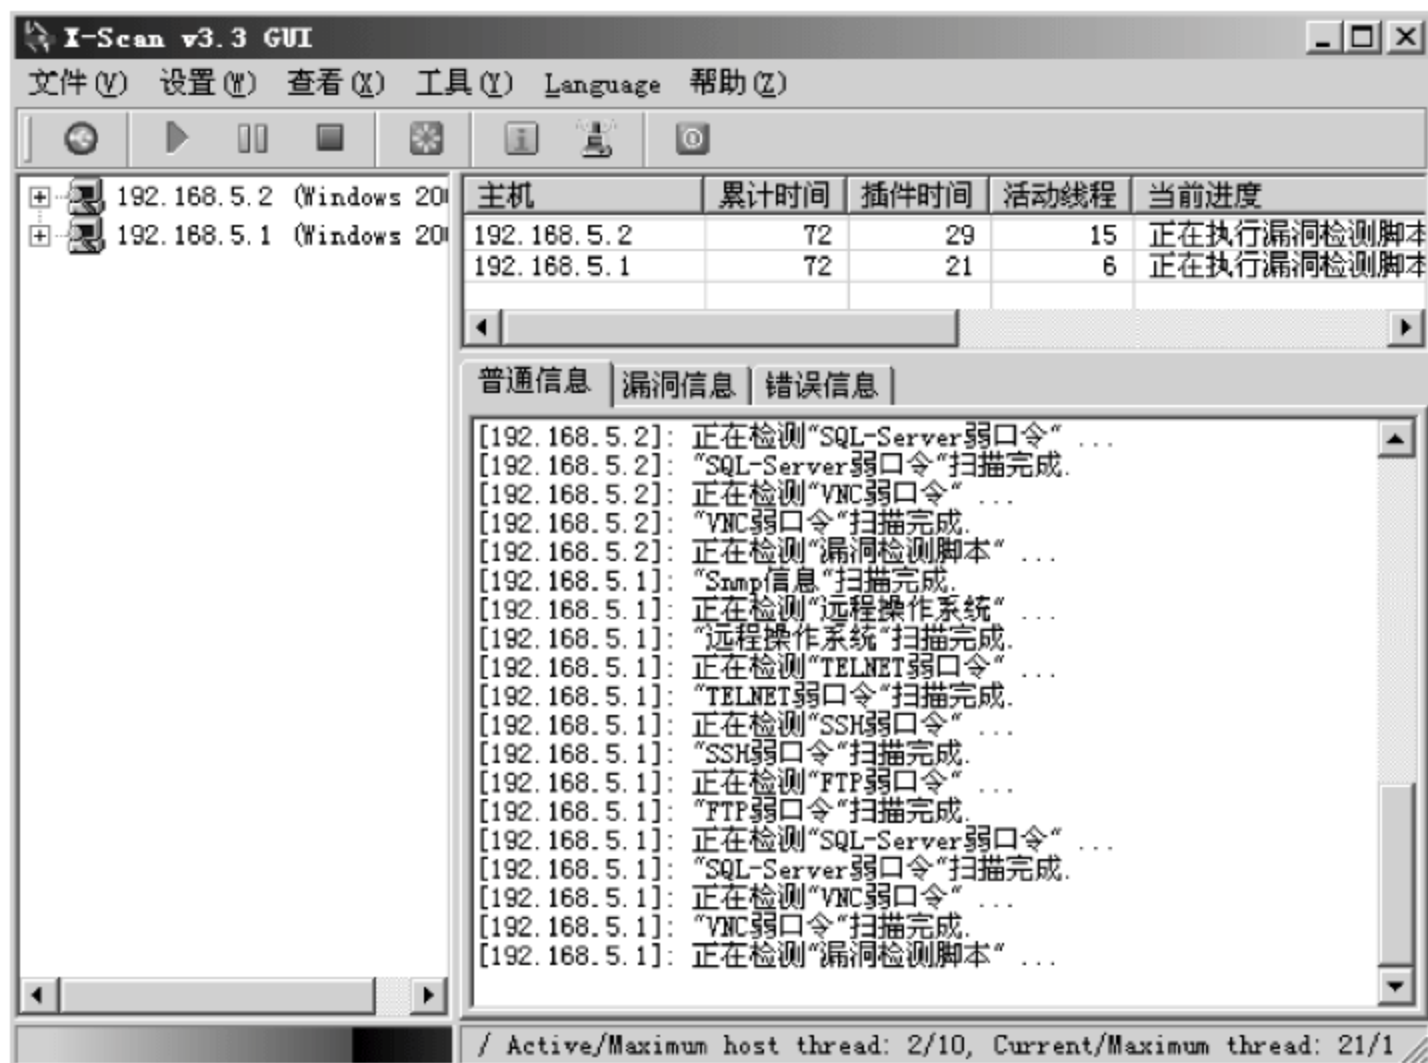 X-Scan v3.3 GUI
文件(V) 设置(W) 查看(X) 工具(Y) Language 帮助(Z)
192.168.5.2 (Windows 20
192.168.5.1 (Windows 20
主机 累计时间 插件时间 活动线程 当前进度
192.168.5.2 72 29 15 正在执行漏洞检测脚本
192.168.5.1 72 21 6 正在执行漏洞检测脚本
普通信息 漏洞信息 错误信息
[192.168.5.2]: 正在检测"SQL-Server弱口令" ...
[192.168.5.2]: "SQL-Server弱口令"扫描完成.
[192.168.5.2]: 正在检测"VNC弱口令" ...
[192.168.5.2]: "VNC弱口令"扫描完成.
[192.168.5.2]: 正在检测"漏洞检测脚本" ...
[192.168.5.1]: "Snmp信息"扫描完成.
[192.168.5.1]: 正在检测"远程操作系统" ...
[192.168.5.1]: "远程操作系统"扫描完成.
[192.168.5.1]: 正在检测"TELNET弱口令" ...
[192.168.5.1]: "TELNET弱口令"扫描完成.
[192.168.5.1]: 正在检测"SSH弱口令" ...
[192.168.5.1]: "SSH弱口令"扫描完成.
[192.168.5.1]: 正在检测"FTP弱口令" ...
[192.168.5.1]: "FTP弱口令"扫描完成.
[192.168.5.1]: 正在检测"SQL-Server弱口令" ...
[192.168.5.1]: "SQL-Server弱口令"扫描完成.
[192.168.5.1]: 正在检测"VNC弱口令" ...
[192.168.5.1]: "VNC弱口令"扫描完成.
[192.168.5.1]: 正在检测"漏洞检测脚本" ...
/ Active/Maximum host thread: 2/10, Current/Maximum thread: 21/1